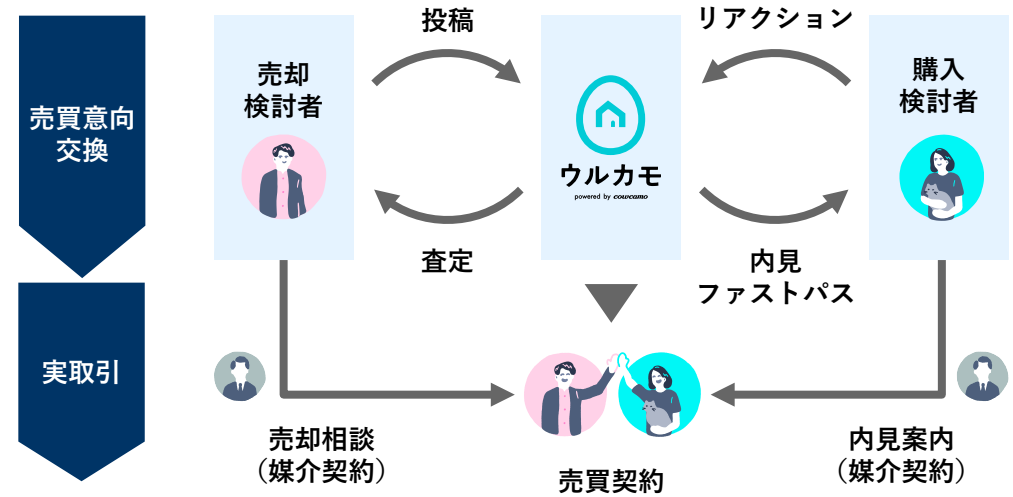 売買意向
交換
売却
検討者
投稿
ウルカモ
powered by cowcamo
リアクション
購入
検討者
査定
内見
ファストパス
実取引
売却相談
（媒介契約）
売買契約
内見案内
（媒介契約）